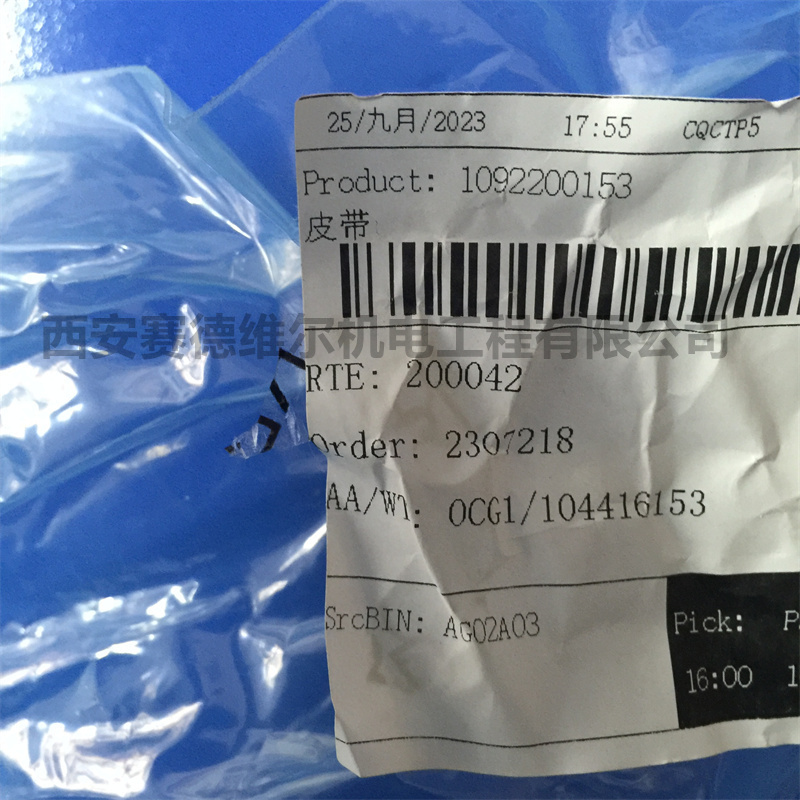 25/九月/2023 17:55 CQCTP5
Product: 1092200153
皮带
西安赛德维尔机电工程有限公司
RTE: 200042
Order: 2307218
AA/WT: OCG1/104416153
SrcBIN: AG02A03
Pick:
16:00